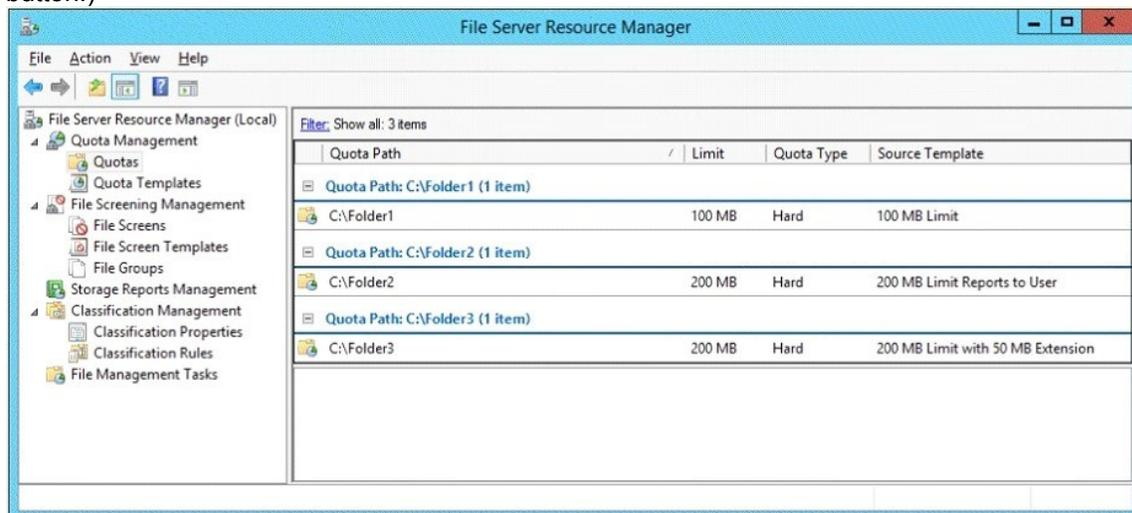 button.)
File Server Resource Manager
File Action View Help
File Server Resource Manager (Local)
Quota Management
Quotas
Quota Templates
File Screening Management
File Screens
File Screen Templates
File Groups
Storage Reports Management
Classification Management
Classification Properties
Classification Rules
File Management Tasks
Filter: Show all: 3 items
Quota Path / Limit Quota Type Source Template
Quota Path: C:\Folder1 (1 item)
C:\Folder1 100 MB Hard 100 MB Limit
Quota Path: C:\Folder2 (1 item)
C:\Folder2 200 MB Hard 200 MB Limit Reports to User
Quota Path: C:\Folder3 (1 item)
C:\Folder3 200 MB Hard 200 MB Limit with 50 MB Extension